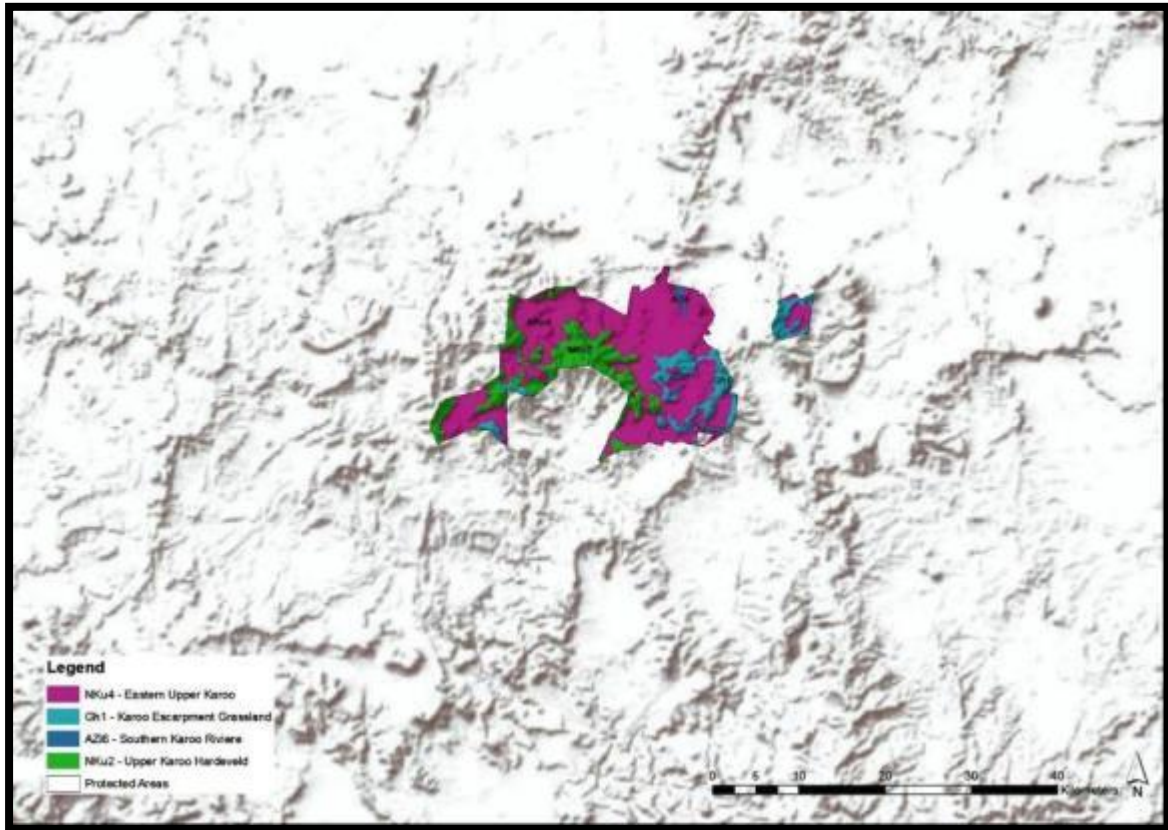 Legend
NKu4 - Eastern Upper Karoo
Gh1 - Karoo Escarpment Grassland
AZi6 - Southern Karoo Riviere
NKu2 - Upper Karoo Hardeveld
Protected Areas
0 5 10 20 30 40
Kilometers
N